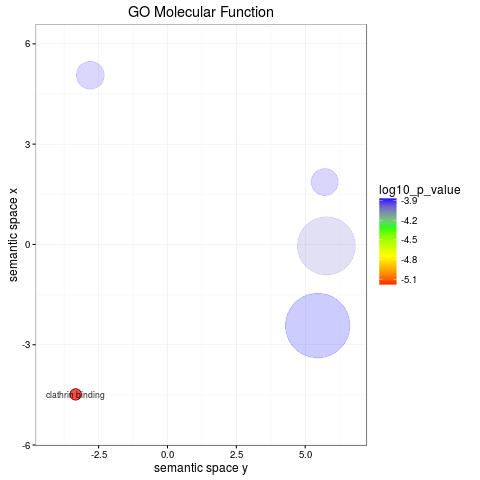 GO Molecular Function
6
3
0
-3
-6
semantic space x
clathrin binding
-2.5
0.0
2.5
5.0
semantic space y
log10_p_value
-3.9
-4.2
-4.5
-4.8
-5.1